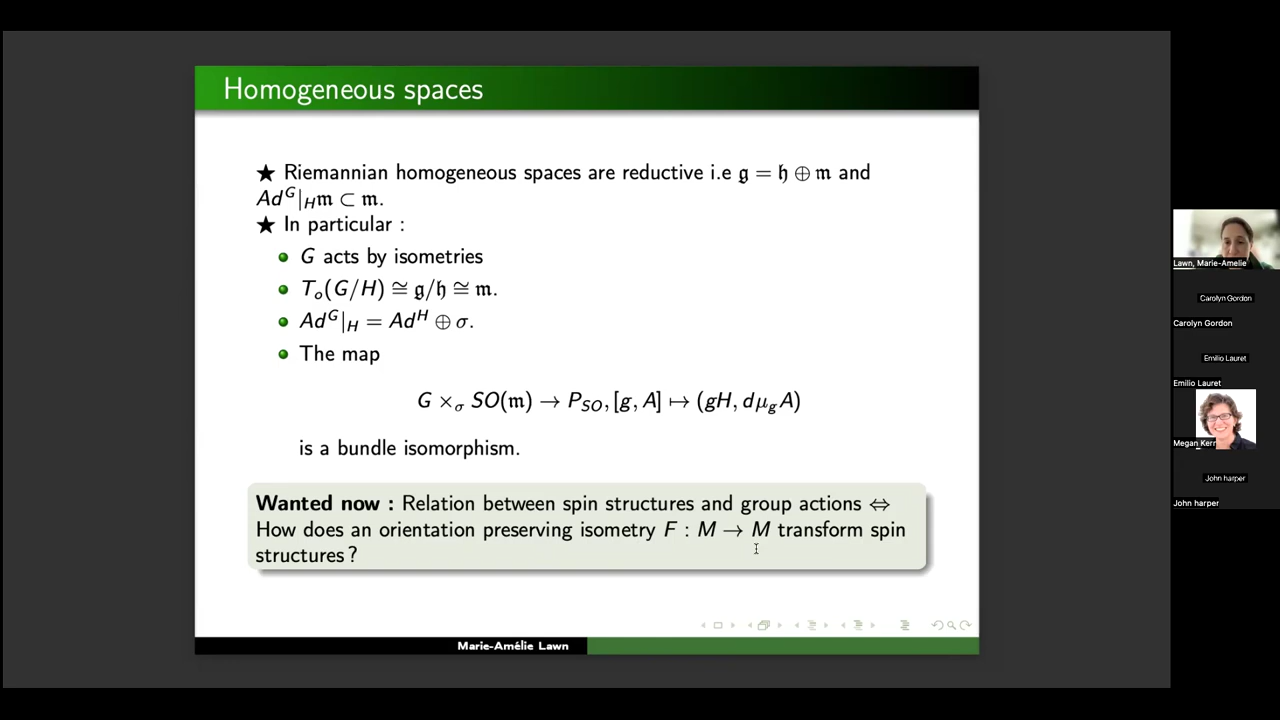 Homogeneous spaces
★ Riemannian homogeneous spaces are reductive i.e 𝔤 = 𝔥 ⊕ 𝔪 and
Ad^G|_H 𝔪 ⊂ 𝔪.
★ In particular :
G acts by isometries
T_o(G/H) ≅ 𝔤/𝔥 ≅ 𝔪.
Ad^G|_H = Ad^H ⊕ σ.
The map
G ×_σ SO(𝔪) → P_SO, [g, A] ↦ (gH, dμ_g A)
is a bundle isomorphism.
Wanted now : Relation between spin structures and group actions ⇔
How does an orientation preserving isometry F : M → M transform spin
structures ?
Marie-Amélie Lawn
Lawn, Marie-Amelie
Carolyn Gordon
Carolyn Gordon
Emilio Lauret
Emilio Lauret
Megan Kerr
John harper
John harper